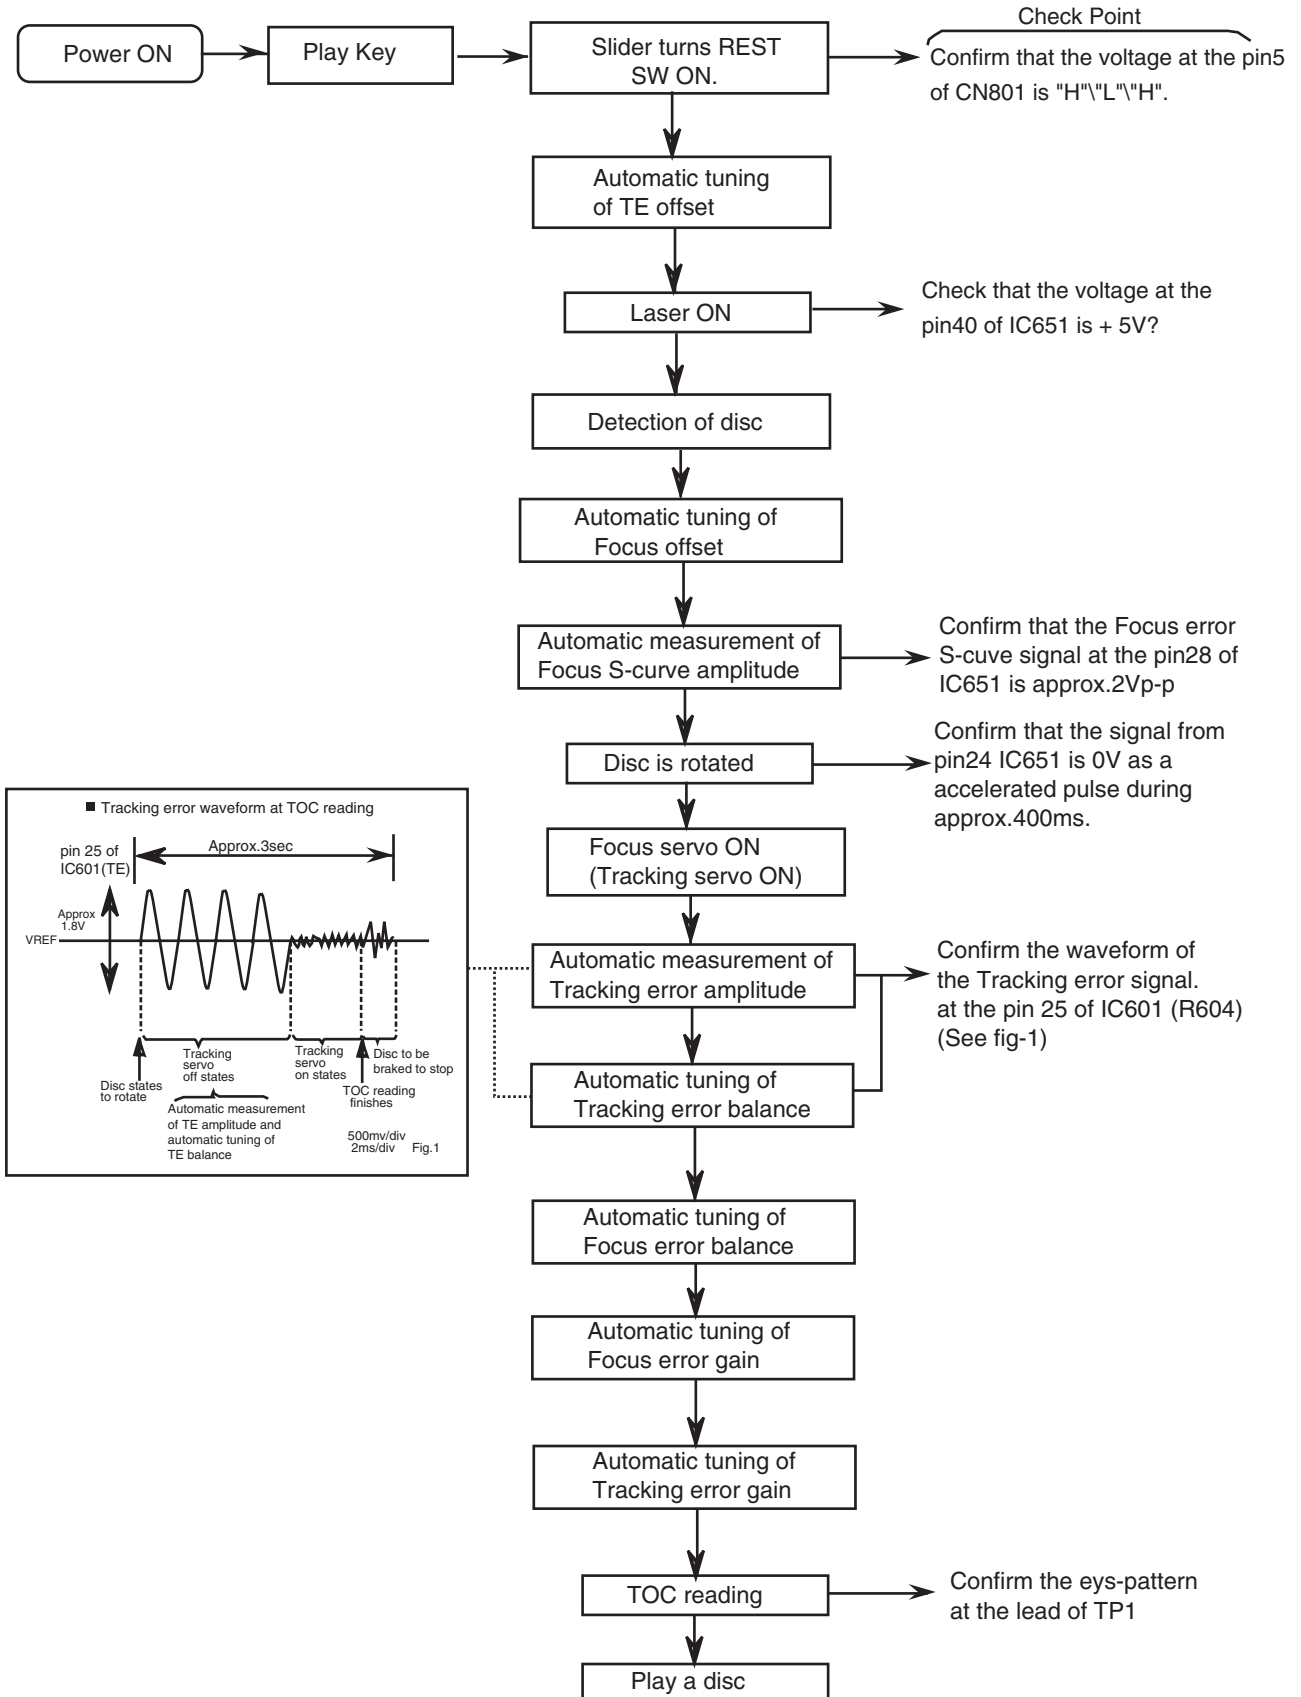 Power ON
Play Key
Slider turns REST
SW ON.
Check Point
Confirm that the voltage at the pin5
of CN801 is "H"\"L"\"H".
Automatic tuning
of TE offset
Laser ON
Check that the voltage at the
pin40 of IC651 is + 5V?
Detection of disc
Automatic tuning of
Focus offset
Automatic measurement of
Focus S-curve amplitude
Confirm that the Focus error
S-cuve signal at the pin28 of
IC651 is approx.2Vp-p
Disc is rotated
Confirm that the signal from
pin24 IC651 is 0V as a
accelerated pulse during
approx.400ms.
Focus servo ON
(Tracking servo ON)
■ Tracking error waveform at TOC reading
pin 25 of
IC601(TE)
Approx.3sec
Approx
1.8V
VREF
Disc states
to rotate
Tracking
servo
off states
Tracking
servo
on states
Disc to be
braked to stop
TOC reading
finishes
Automatic measurement
of TE amplitude and
automatic tuning of
TE balance
500mv/div
2ms/div
Fig.1
Automatic measurement of
Tracking error amplitude
Confirm the waveform of
the Tracking error signal.
at the pin 25 of IC601 (R604)
(See fig-1)
Automatic tuning of
Tracking error balance
Automatic tuning of
Focus error balance
Automatic tuning of
Focus error gain
Automatic tuning of
Tracking error gain
TOC reading
Confirm the eys-pattern
at the lead of TP1
Play a disc